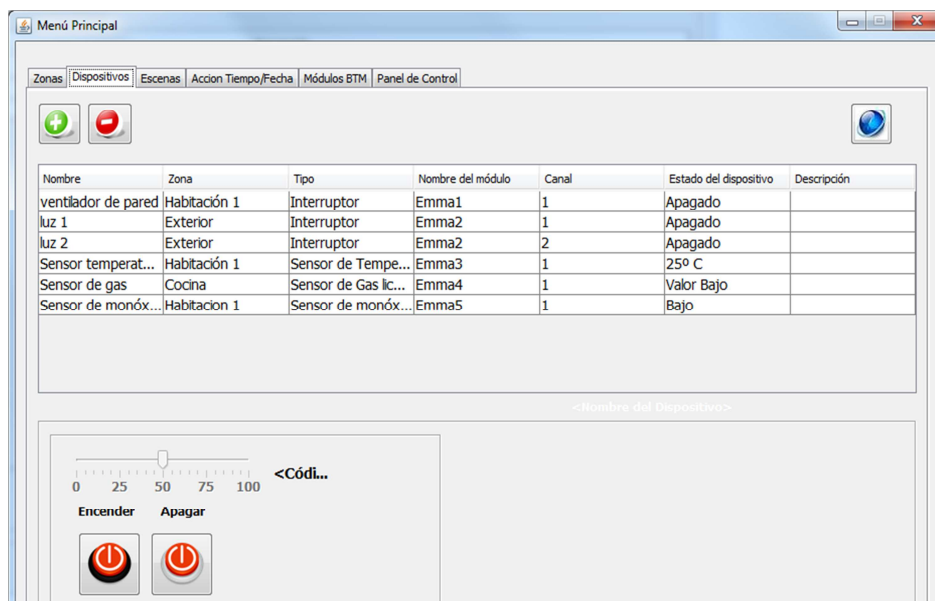 Menú Principal
Zonas Dispositivos Escenas Accion Tiempo/Fecha Módulos BTM Panel de Control
Nombre Zona Tipo Nombre del módulo Canal Estado del dispositivo Descripción
ventilador de pared Habitación 1 Interruptor Emma1 1 Apagado
luz 1 Exterior Interruptor Emma2 1 Apagado
luz 2 Exterior Interruptor Emma2 2 Apagado
Sensor temperat... Habitación 1 Sensor de Tempe... Emma3 1 25º C
Sensor de gas Cocina Sensor de Gas lic... Emma4 1 Valor Bajo
Sensor de monóx... Habitacion 1 Sensor de monóx... Emma5 1 Bajo
<Nombre del Dispositivo>
<Códi...
0 25 50 75 100
Encender Apagar